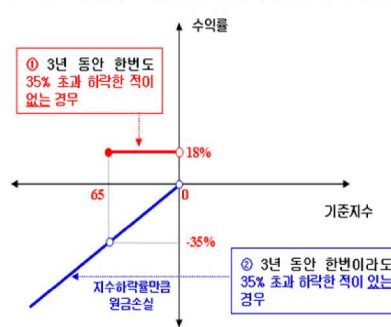 수익률
① 3년 동안 한번도
35% 초과 하락한 적이
없는 경우
18%
65
0
기준지수
-35%
② 3년 동안 한번이라도
35% 초과 하락한 적이 있는
경우
지수하락률만큼
원금손실